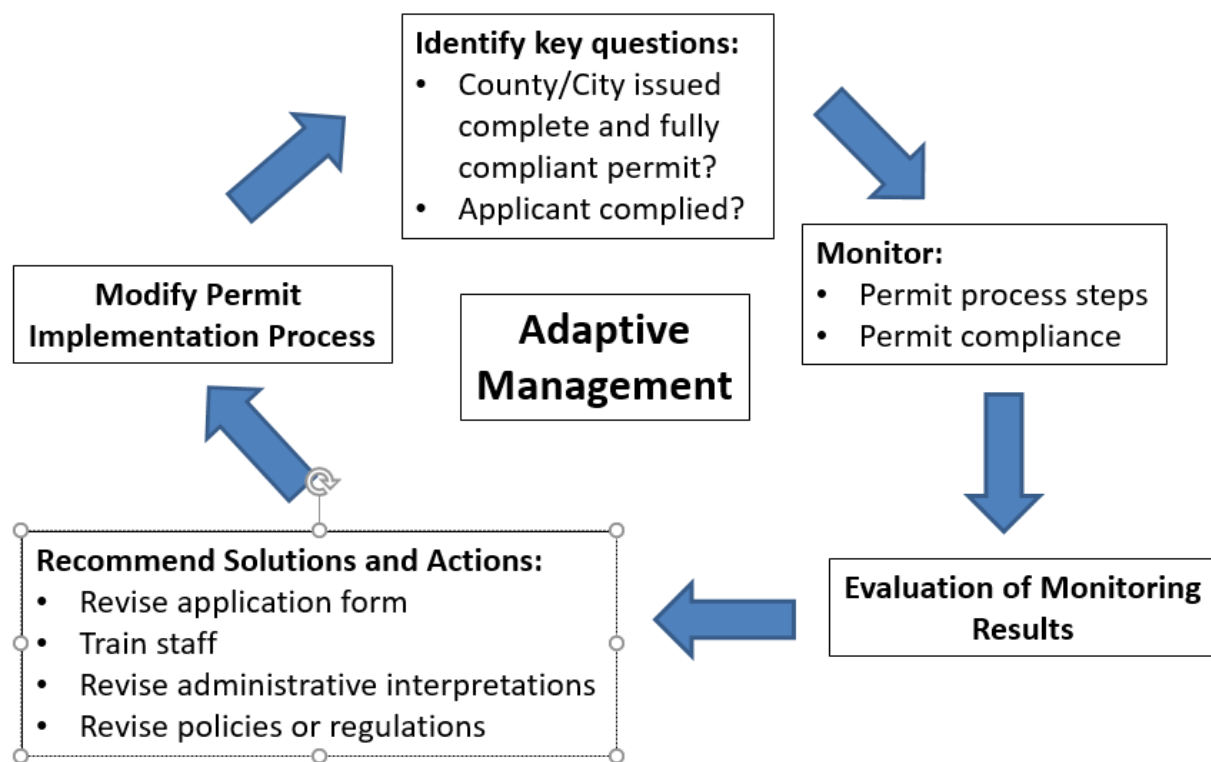 Identify key questions:
• County/City issued
complete and fully
compliant permit?
• Applicant complied?
Monitor:
• Permit process steps
• Permit compliance
Evaluation of Monitoring
Results
Recommend Solutions and Actions:
• Revise application form
• Train staff
• Revise administrative interpretations
• Revise policies or regulations
Modify Permit
Implementation Process
Adaptive
Management